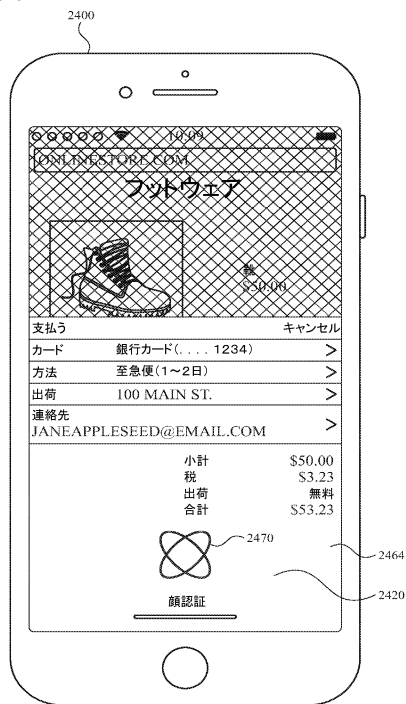 2400
10:09
ONLINESTORE.COM
フットウェア
靴
$50.00
支払う キャンセル
カード 銀行カード(....1234) >
方法 至急便(1〜2日) >
出荷 100 MAIN ST. >
連絡先
JANEAPPLESEED@EMAIL.COM >
小計 $50.00
税 $3.23
出荷 無料
合計 $53.23
2470
2464
2420
顔認証